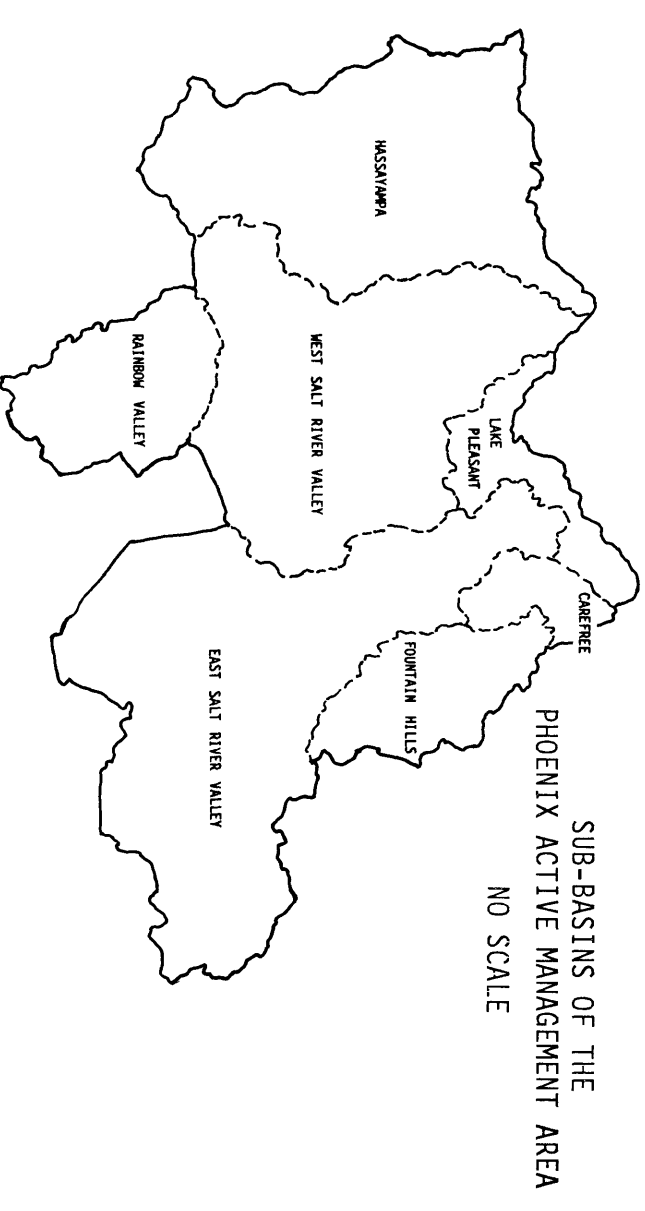 SUB-BASINS OF THE
PHOENIX ACTIVE MANAGEMENT AREA
NO SCALE
CAREFREE
LAKE
PLEASANT
FOUNTAIN HILLS
HASSAYAMPA
WEST SALT RIVER VALLEY
EAST SALT RIVER VALLEY
RAINBOW VALLEY